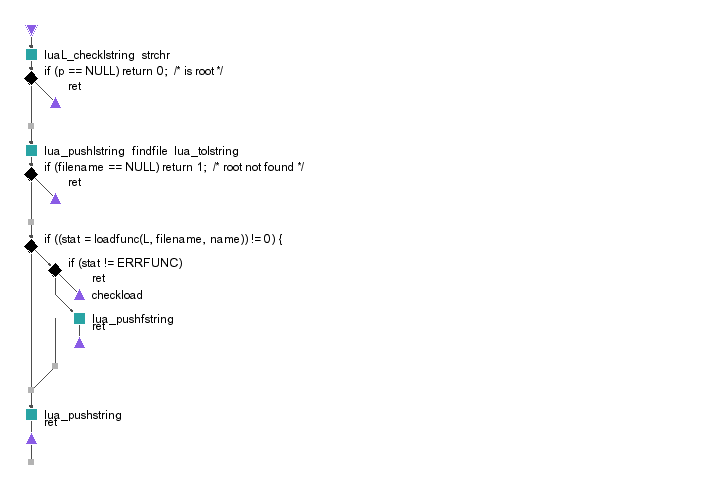 luaL_checklstring strchr
if (p == NULL) return 0; /* is root */
ret
lua_pushlstring findfile lua_tolstring
if (filename == NULL) return 1; /* root not found */
ret
if ((stat = loadfunc(L, filename, name)) != 0) {
if (stat != ERRFUNC)
ret
checkload
lua_pushfstring
ret
lua_pushstring
ret